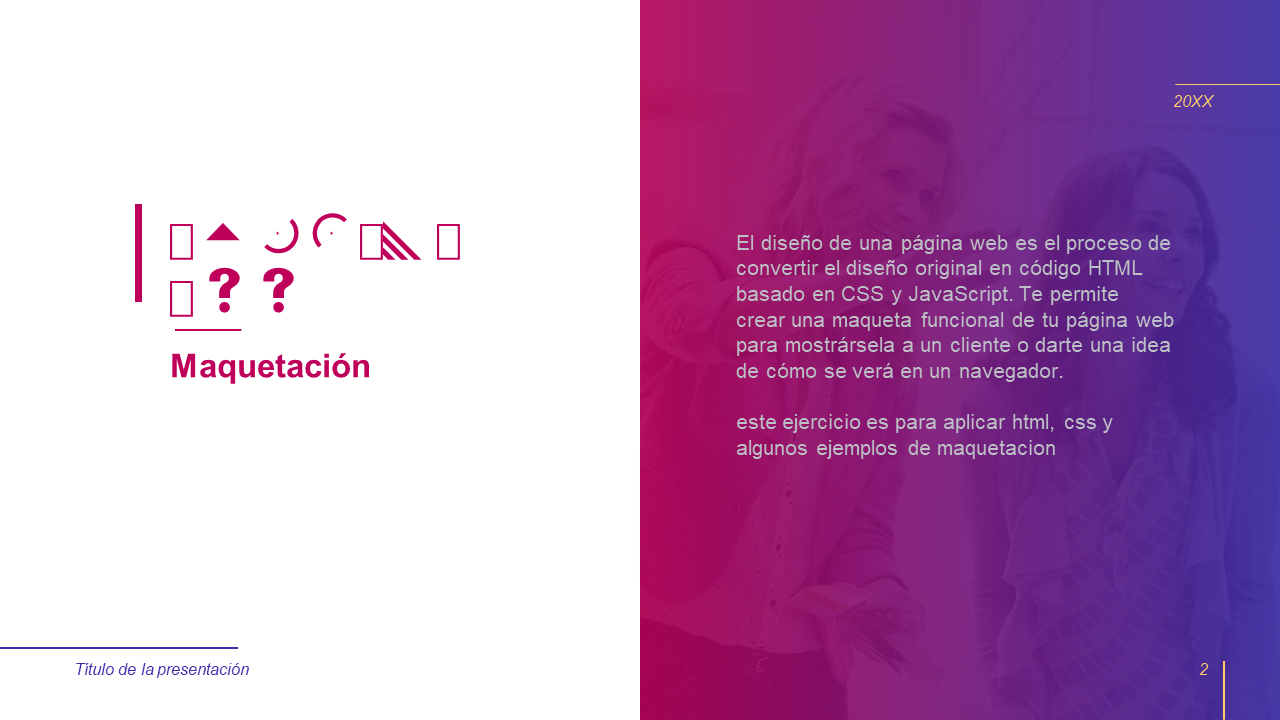 Maquetación
20XX
El diseño de una página web es el proceso de
convertir el diseño original en código HTML
basado en CSS y JavaScript. Te permite
crear una maqueta funcional de tu página web
para mostrársela a un cliente o darte una idea
de cómo se verá en un navegador.
este ejercicio es para aplicar html, css y
algunos ejemplos de maquetacion
Título de la presentación
2